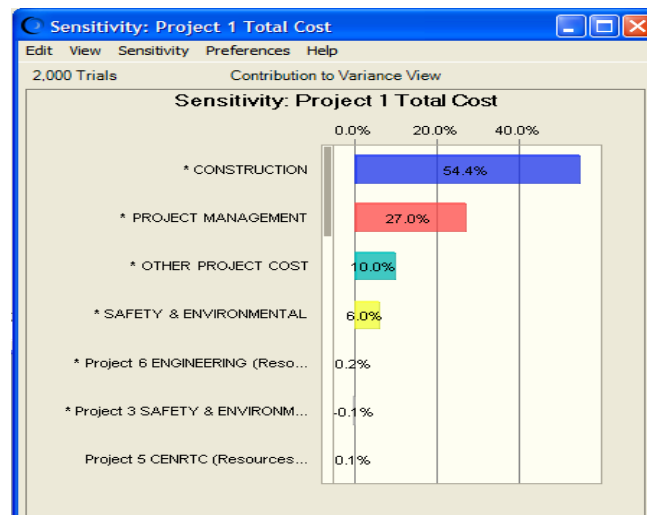 Sensitivity: Project 1 Total Cost
Edit View Sensitivity Preferences Help
2,000 Trials Contribution to Variance View
Sensitivity: Project 1 Total Cost
0.0% 20.0% 40.0%
* CONSTRUCTION 54.4%
* PROJECT MANAGEMENT 27.0%
* OTHER PROJECT COST 10.0%
* SAFETY & ENVIRONMENTAL 6.0%
* Project 6 ENGINEERING (Reso... 0.2%
* Project 3 SAFETY & ENVIRONM... -0.1%
Project 5 CENRTC (Resources... 0.1%